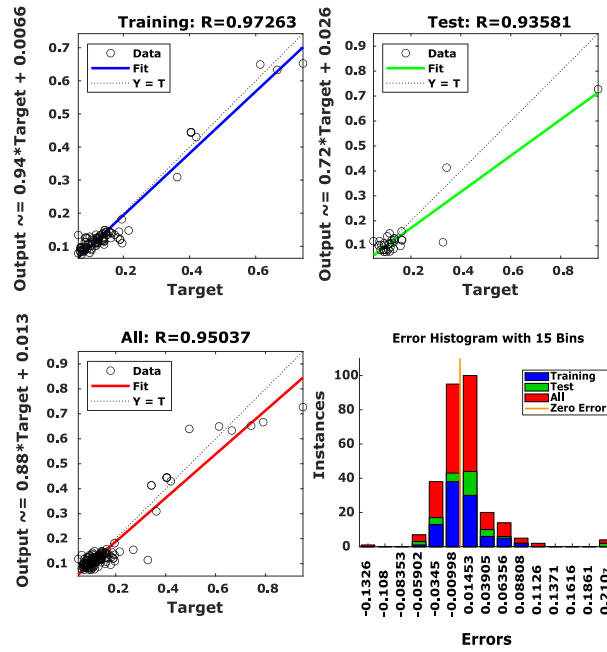 Training: R=0.97263
Output ~= 0.94*Target + 0.0066
0.7
0.6
0.5
0.4
0.3
0.2
0.1
Data
Fit
Y = T
0.2
0.4
0.6
Target
Test: R=0.93581
Output ~= 0.72*Target + 0.026
0.9
0.8
0.7
0.6
0.5
0.4
0.3
0.2
0.1
Data
Fit
Y = T
0.2
0.4
0.6
0.8
Target
All: R=0.95037
Output ~= 0.88*Target + 0.013
0.9
0.8
0.7
0.6
0.5
0.4
0.3
0.2
0.1
Data
Fit
Y = T
0.2
0.4
0.6
0.8
Target
Error Histogram with 15 Bins
Instances
100
80
60
40
20
0
Training
Test
All
Zero Error
-0.1326
-0.108
-0.08353
-0.05902
-0.0345
-0.00998
0.01453
0.03905
0.06356
0.08808
0.1126
0.1371
0.1616
0.1861
Errors